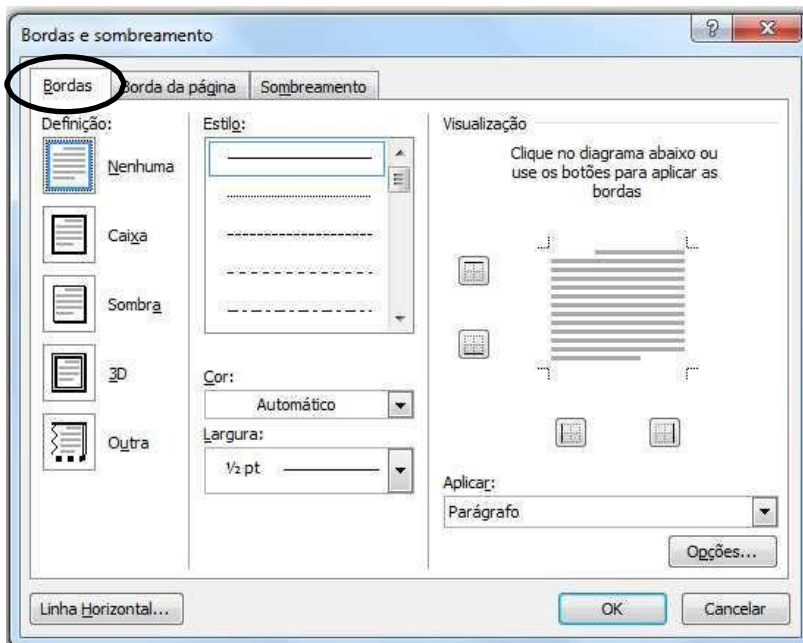 Bordas e sombreamento
Bordas
Borda da página
Sombreamento
Definição:
Nenhuma
Caixa
Sombra
3D
Outra
Estilo:
Cor:
Automático
Largura:
½ pt
Visualização
Clique no diagrama abaixo ou
use os botões para aplicar as
bordas
Aplicar:
Parágrafo
Opções...
Linha Horizontal...
OK
Cancelar